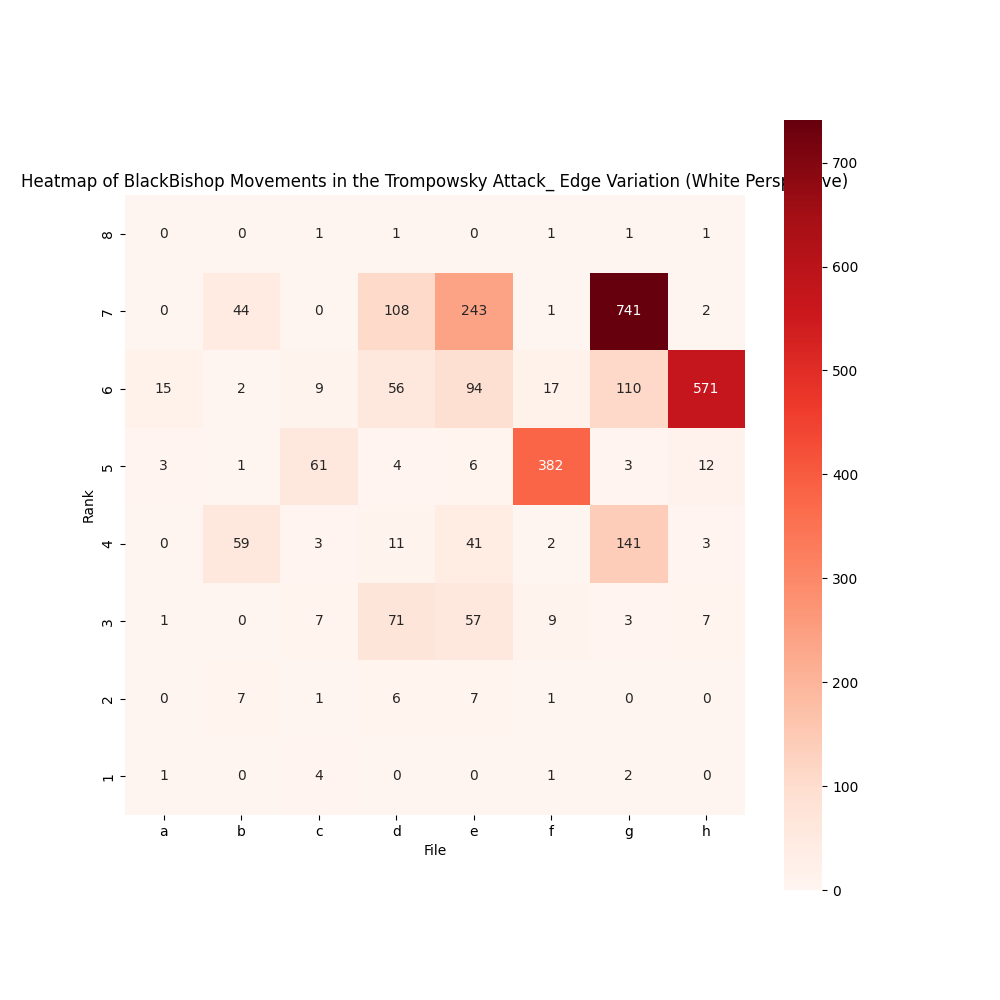 Heatmap of BlackBishop Movements in the Trompowsky Attack_ Edge Variation (White Perspective)
700
8 0 0 1 1 0 1 1 1
600
7 0 44 0 108 243 1 741 2
6 15 2 9 56 94 17 110 571
500
5 3 1 61 4 6 382 3 12
400
Rank
4 0 59 3 11 41 2 141 3
300
3 1 0 7 71 57 9 3 7
200
2 0 7 1 6 7 1 0 0
100
1 1 0 4 0 0 1 2 0
a b c d e f g h
File
0